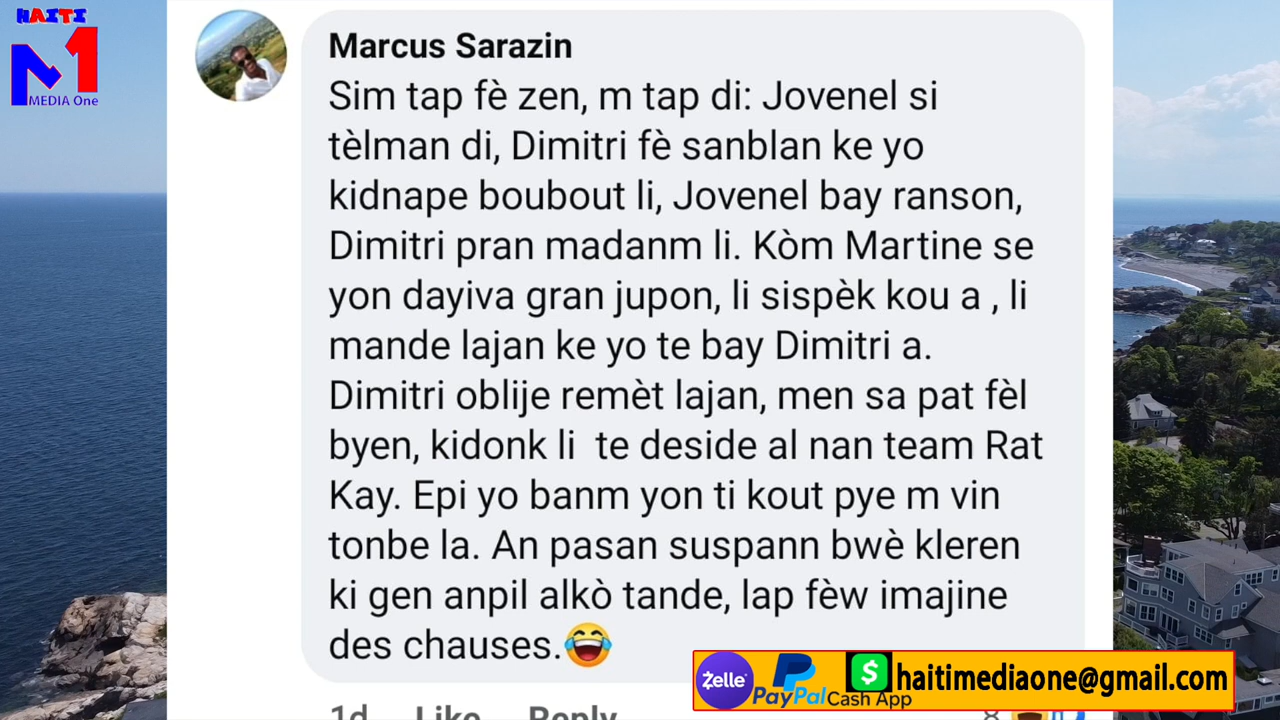 HAITI
M1
MEDIA One
Marcus Sarazin
Sim tap fè zen, m tap di: Jovenel si
tèlman di, Dimitri fè sanblan ke yo
kidnape boubout li, Jovenel bay ranson,
Dimitri pran madanm li. Kòm Martine se
yon dayiva gran jupon, li sispèk kou a , li
mande lajan ke yo te bay Dimitri a.
Dimitri oblije remèt lajan, men sa pat fèl
byen, kidonk li  te deside al nan team Rat
Kay. Epi yo banm yon ti kout pye m vin
tonbe la. An pasan suspann bwè kleren
ki gen anpil alkò tande, lap fèw imajine
des chauses.😂
Zelle PayPal $ Cash App haitimediaone@gmail.com
1d Like Reply 8